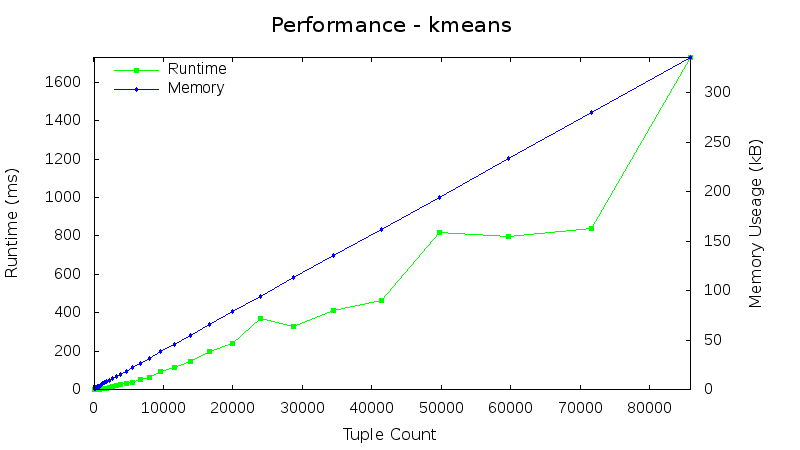 Performance - kmeans
Runtime
Memory
Runtime (ms)
1600
1400
1200
1000
800
600
400
200
0
300
250
200
150
100
50
0
Memory Useage (kB)
0 10000 20000 30000 40000 50000 60000 70000 80000
Tuple Count